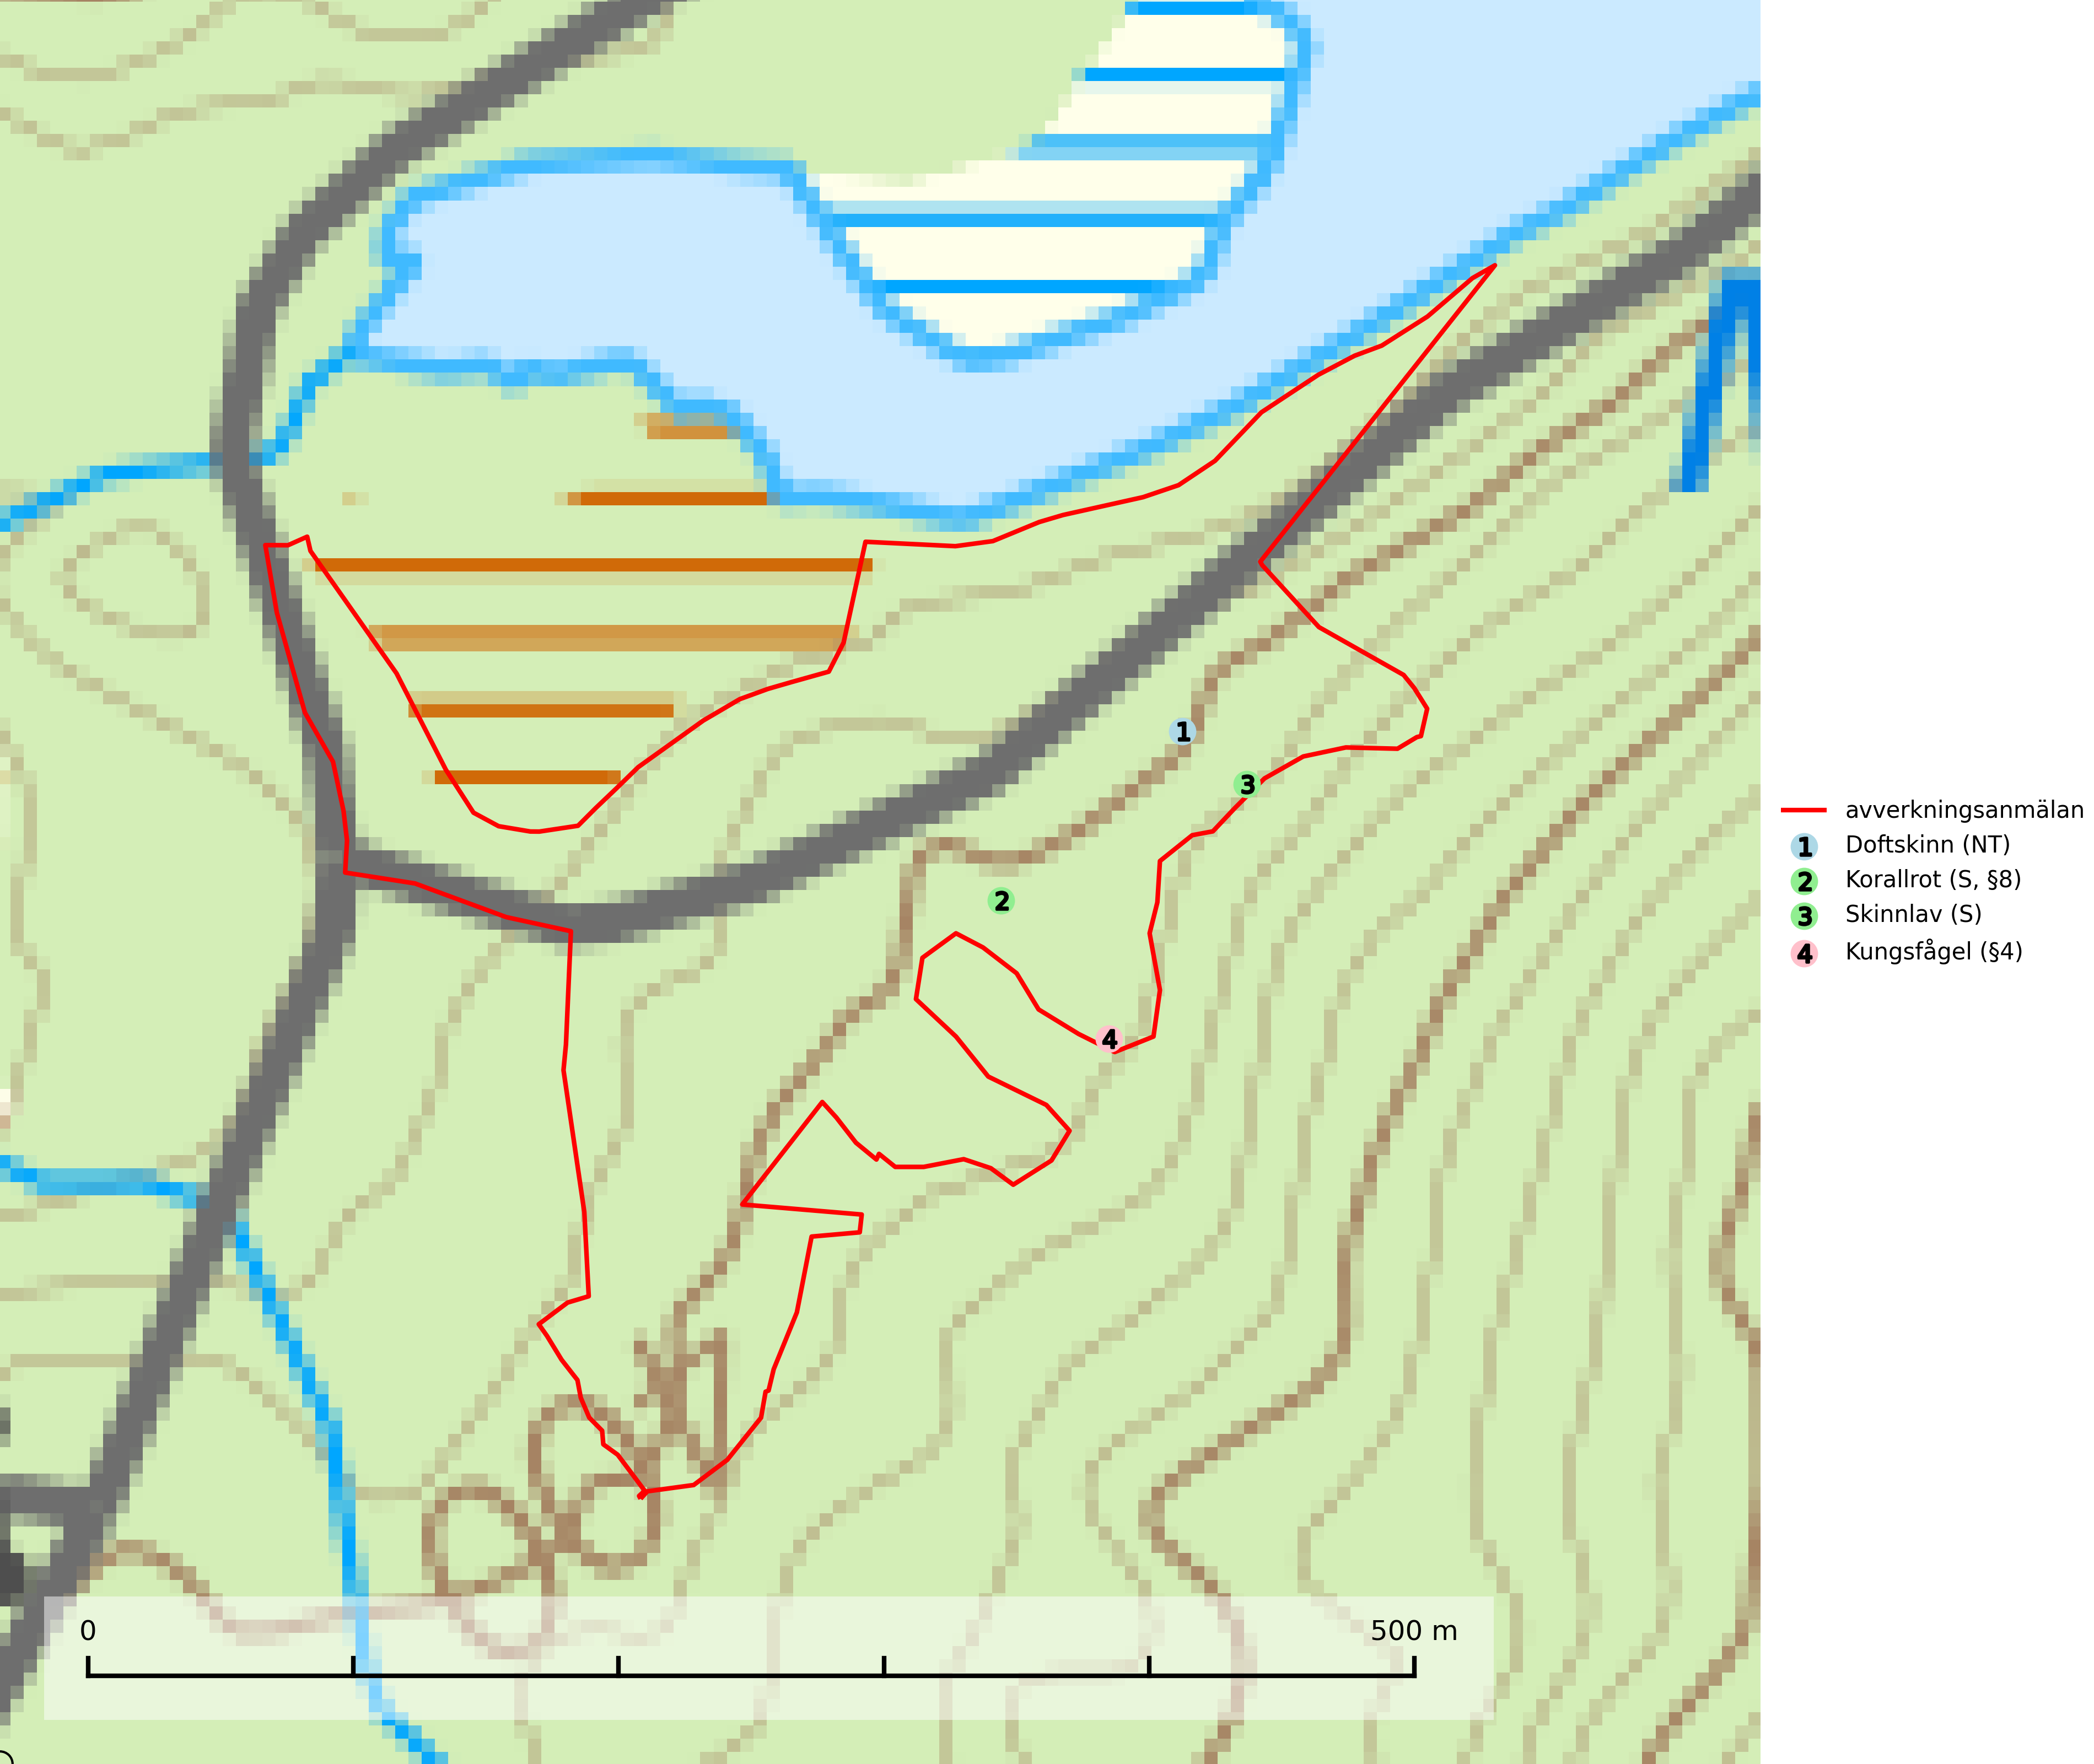 1
3
2
4
avverkningsanmälan
1 Doftskinn (NT)
2 Korallrot (S, §8)
3 Skinnlav (S)
4 Kungsfågel (§4)
0 500 m